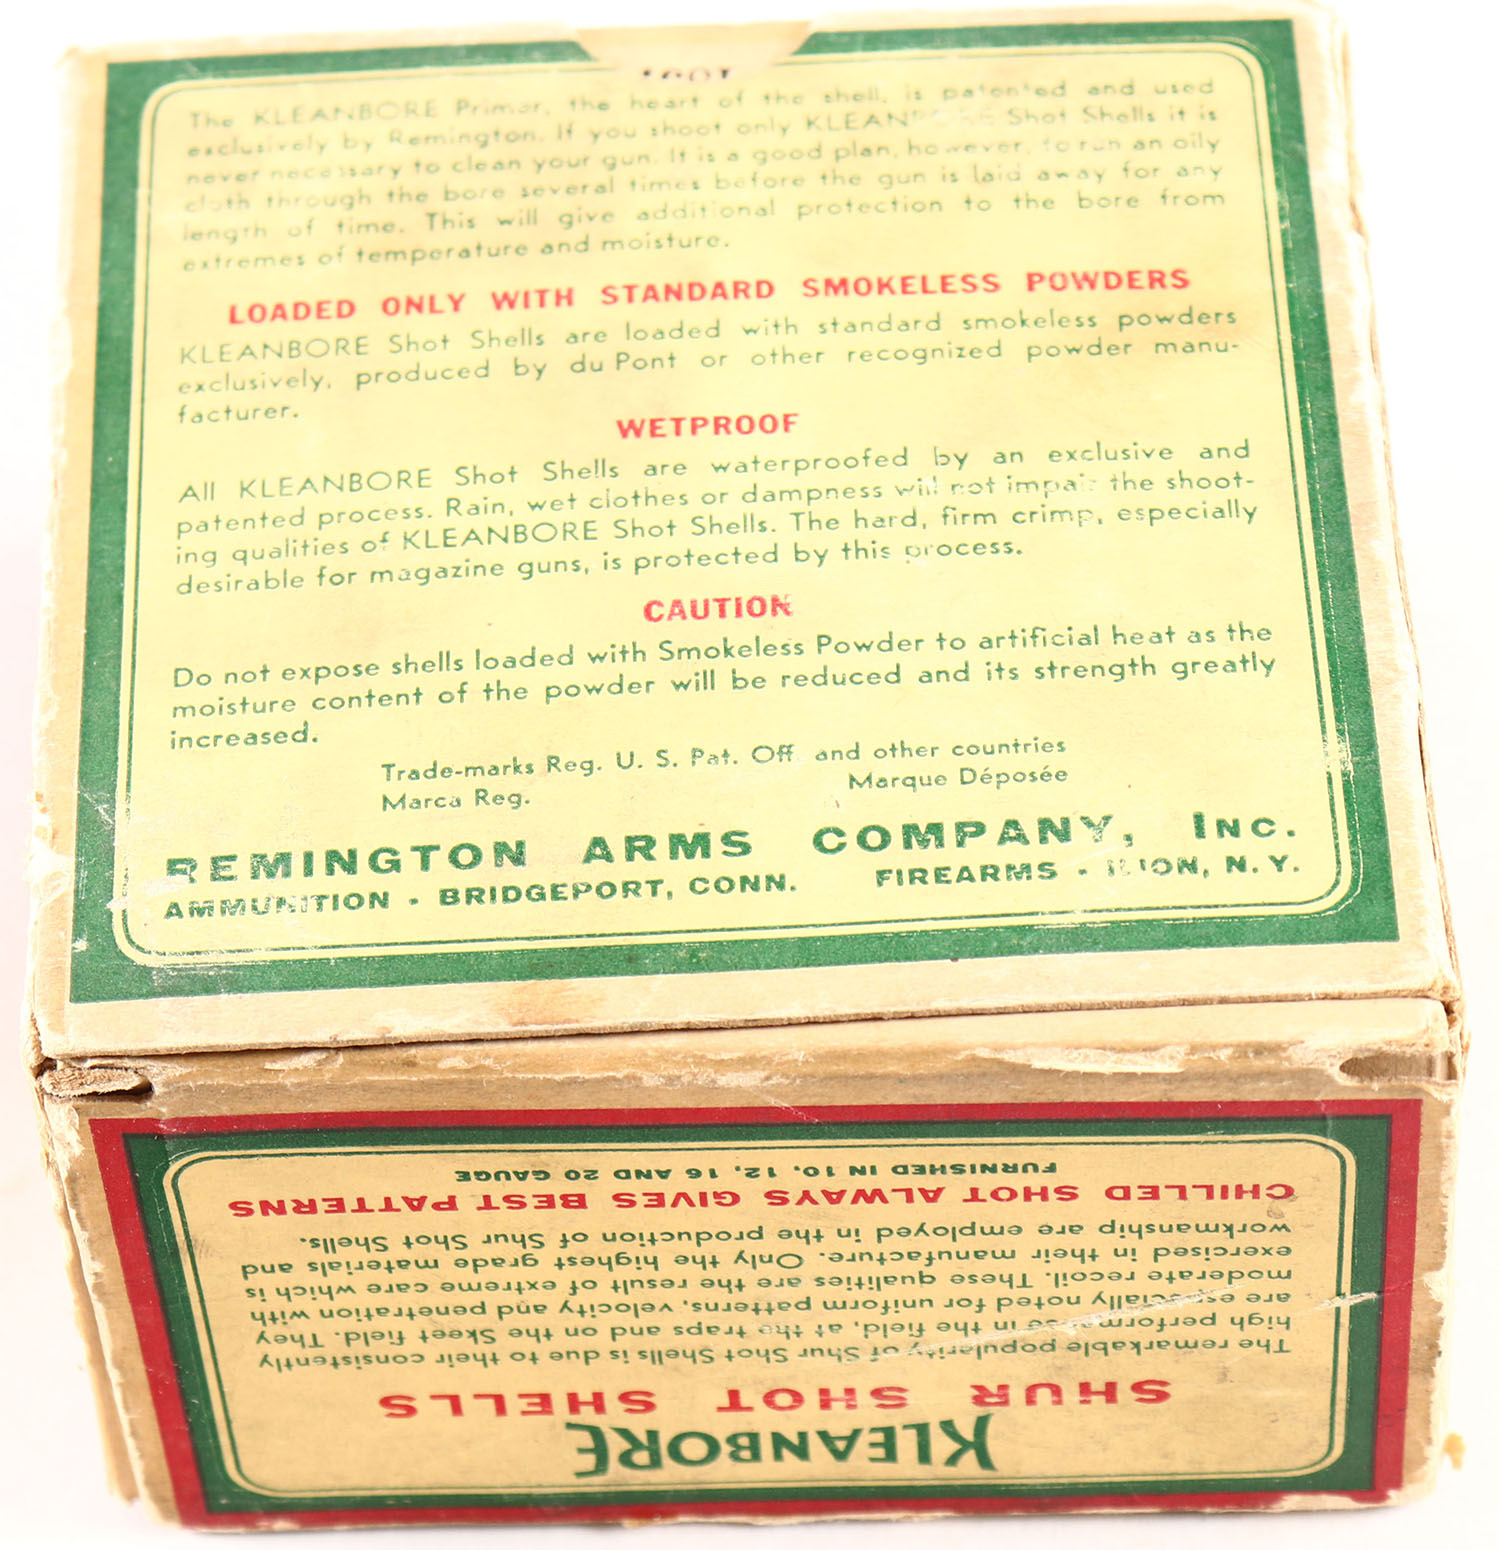 The KLEANBORE Primer, the heart of the shell, is patented and used
exclusively by Remington. If you shoot only KLEANBORE Shot Shells it is
never necessary to clean your gun. It is a good plan, however, to run an oily
cloth through the bore several times before the gun is laid away for any
length of time. This will give additional protection to the bore from
extremes of temperature and moisture.
LOADED ONLY WITH STANDARD SMOKELESS POWDERS
KLEANBORE Shot Shells are loaded with standard smokeless powders
exclusively, produced by du Pont or other recognized powder manu-
facturer.
WETPROOF
All KLEANBORE Shot Shells are waterproofed by an exclusive and
patented process. Rain, wet clothes or dampness will not impair the shoot-
ing qualities of KLEANBORE Shot Shells. The hard, firm crimp, especially
desirable for magazine guns, is protected by this process.
CAUTION
Do not expose shells loaded with Smokeless Powder to artificial heat as the
moisture content of the powder will be reduced and its strength greatly
increased.
Trade-marks Reg. U. S. Pat. Off. and other countries
Marca Reg. Marque Déposée
REMINGTON ARMS COMPANY, INC.
AMMUNITION • BRIDGEPORT, CONN. FIREARMS • ILION, N. Y.
KLEANBORE
SHUR SHOT SHELLS
The remarkable popularity of Shur Shot Shells is due to their consistently
high performance in the field, at the traps and on the Skeet field. They
are especially noted for uniform patterns, velocity and penetration with
moderate recoil. These qualities are the result of extreme care which is
exercised in their manufacture. Only the highest grade materials and
workmanship are employed in the production of Shur Shot Shells.
CHILLED SHOT ALWAYS GIVES BEST PATTERNS
FURNISHED IN 10, 12, 16 AND 20 GAUGE